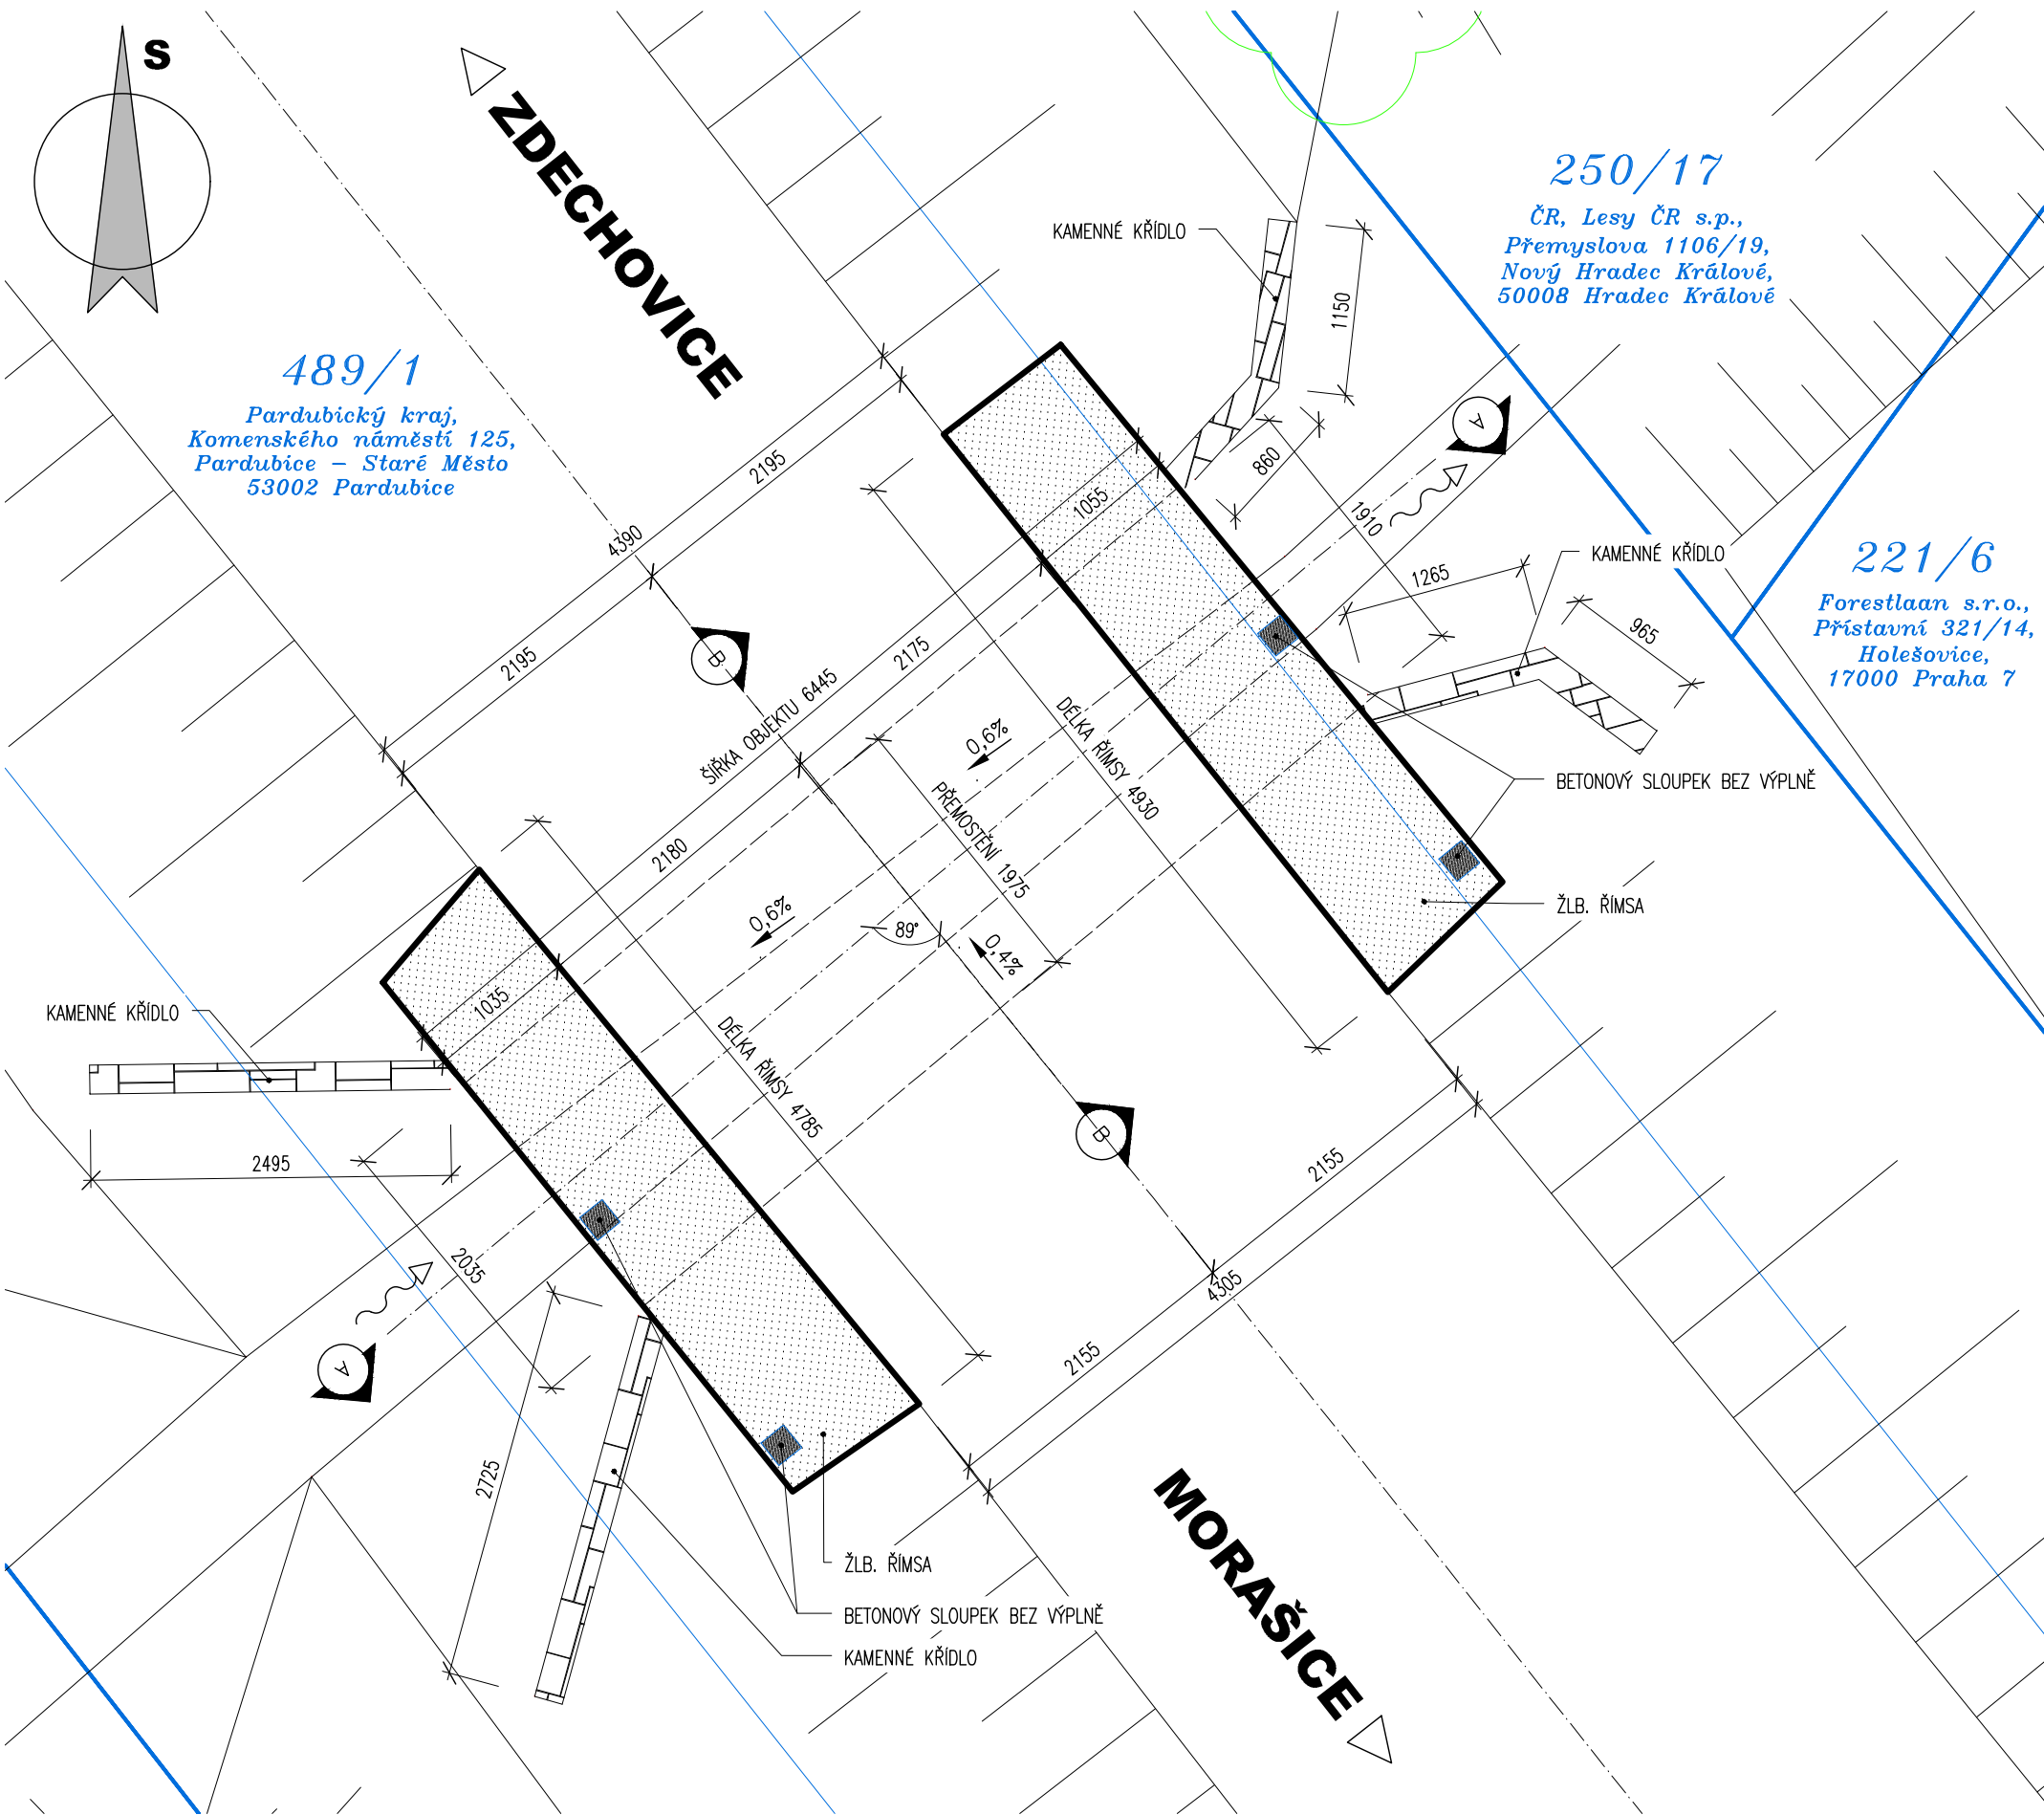 S
ZDECHOVICE
250/17
ČR, Lesy ČR s.p.,
Přemyslova 1106/19,
Nový Hradec Králové,
50008 Hradec Králové
KAMENNÉ KŘÍDLO
1150
489/1
Pardubický kraj,
Komenského náměstí 125,
Pardubice – Staré Město
53002 Pardubice
2195
4390
2195
1055
860
1910
A
KAMENNÉ KŘÍDLO
1265
965
221/6
Forestlaan s.r.o.,
Přístavní 321/14,
Holešovice,
17000 Praha 7
B
ŠÍŘKA OBJEKTU 6445
2175
2180
1035
0,6%
DÉLKA ŘÍMSY 4930
PŘEMOSTĚNÍ 1975
BETONOVÝ SLOUPEK BEZ VÝPLNĚ
ŽLB. ŘÍMSA
0,6%
89°
0,4%
KAMENNÉ KŘÍDLO
DÉLKA ŘÍMSY 4785
2495
2035
B
2155
4305
2155
A
2725
MORAŠICE
ŽLB. ŘÍMSA
BETONOVÝ SLOUPEK BEZ VÝPLNĚ
KAMENNÉ KŘÍDLO